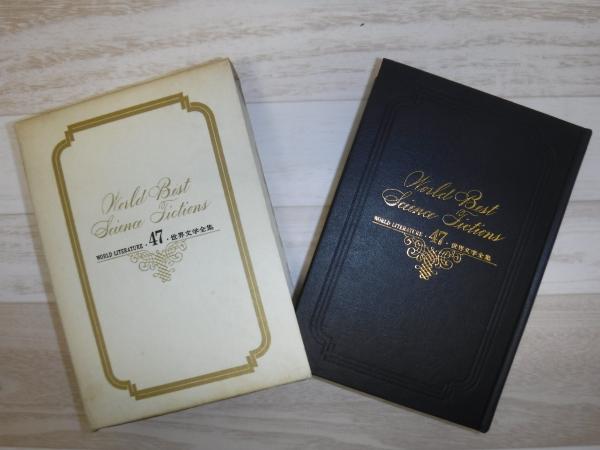 World Best
Science Fictions
WORLD LITERATURE・47・世界文学全集
World Best
Science Fictions
WORLD LITERATURE・47・世界文学全集